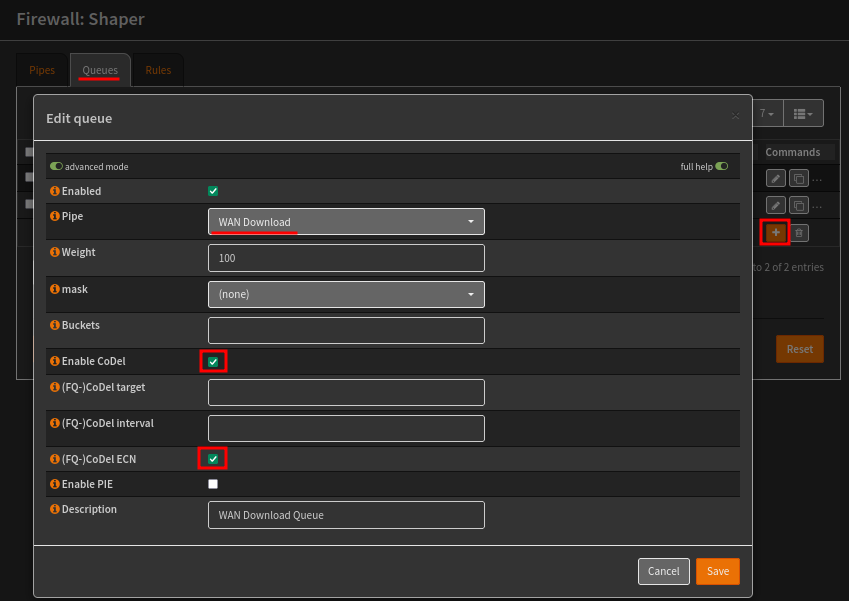 Firewall: Shaper
Pipes Queues Rules
Edit queue
7
advanced mode full help
Commands
Enabled
Pipe WAN Download
...
Weight 100
...
mask (none)
Buckets to 2 of 2 entries
Enable CoDel Reset
(FQ-)CoDel target
(FQ-)CoDel interval
(FQ-)CoDel ECN
Enable PIE
Description WAN Download Queue
Cancel Save